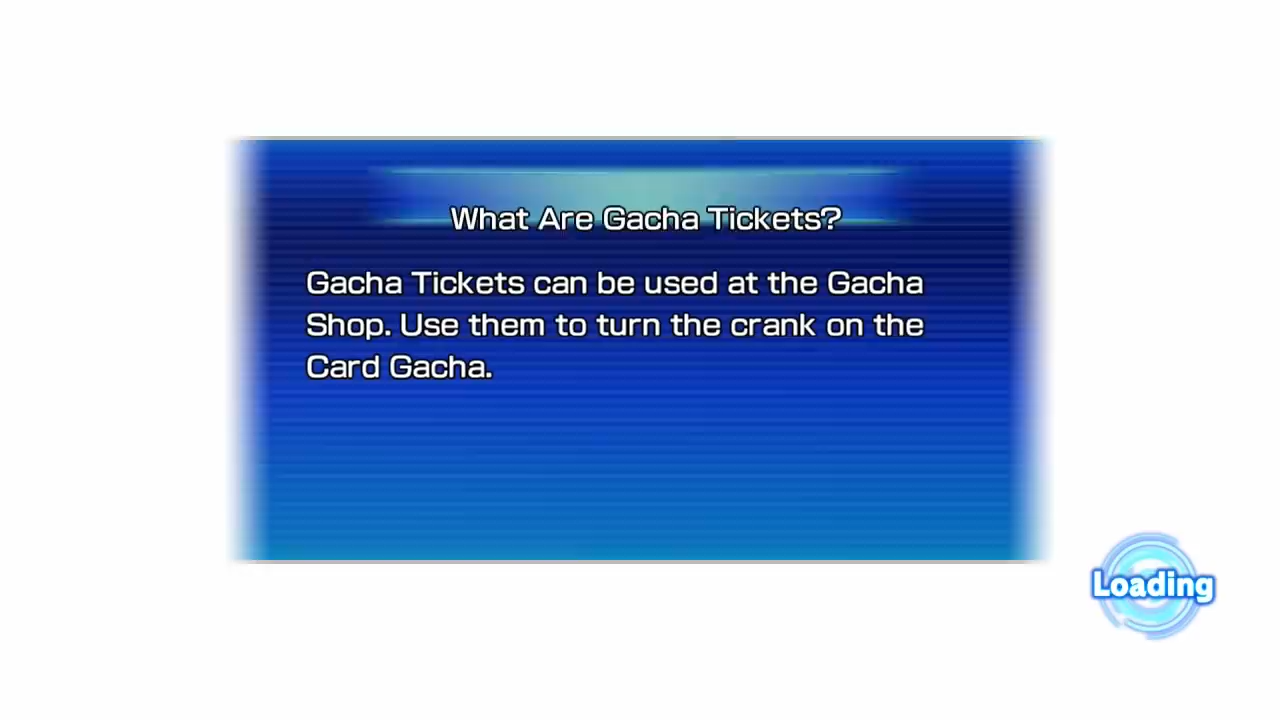 What Are Gacha Tickets?
Gacha Tickets can be used at the Gacha
Shop. Use them to turn the crank on the
Card Gacha.
Loading